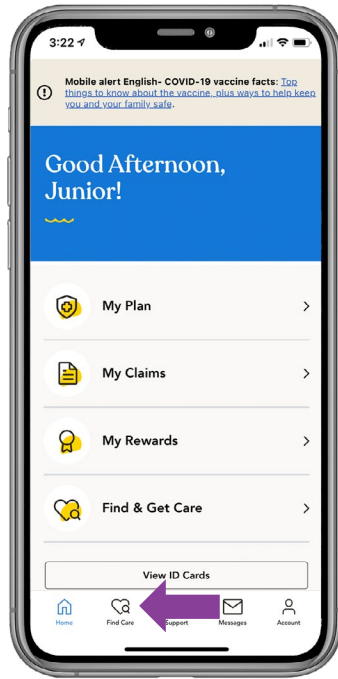 3:22
Mobile alert English- COVID-19 vaccine facts: Top
things to know about the vaccine, plus ways to help keep
you and your family safe.
Good Afternoon,
Junior!
My Plan
My Claims
My Rewards
Find & Get Care
View ID Cards
Home Find Care Support Messages Account